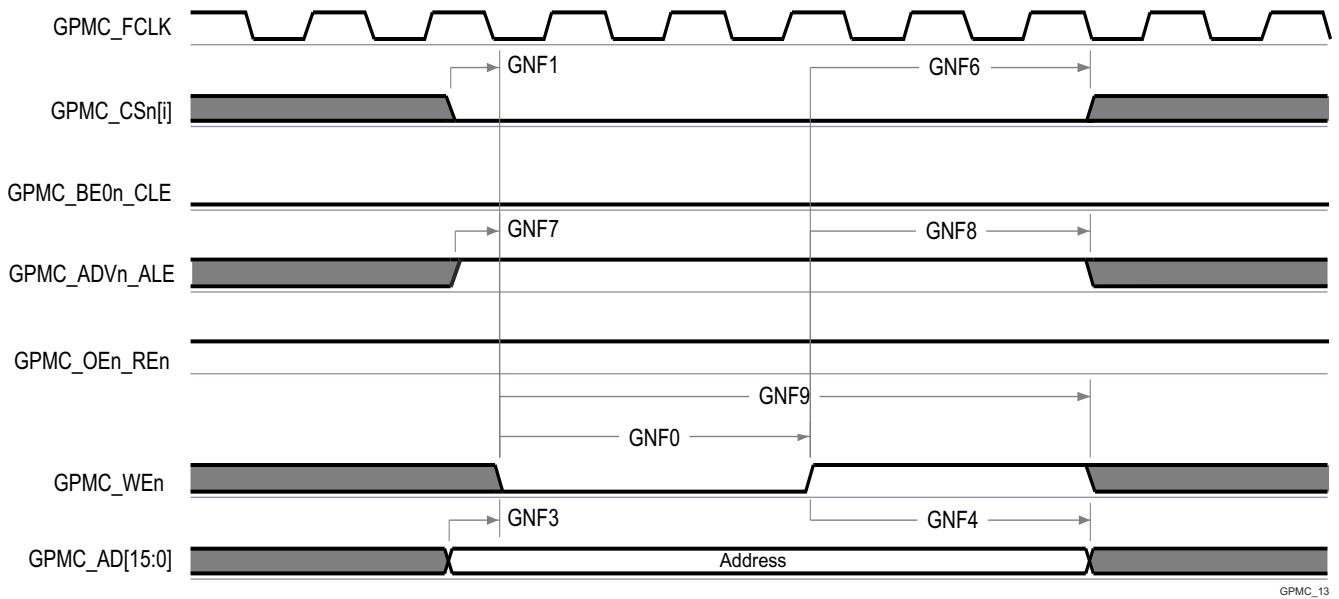 GPMC_FCLK
GNF1
GNF6
GPMC_CSn[i]
GPMC_BE0n_CLE
GNF7
GNF8
GPMC_ADVn_ALE
GPMC_OEn_REn
GNF9
GNF0
GPMC_WEn
GNF3
GNF4
GPMC_AD[15:0]
Address
GPMC_13